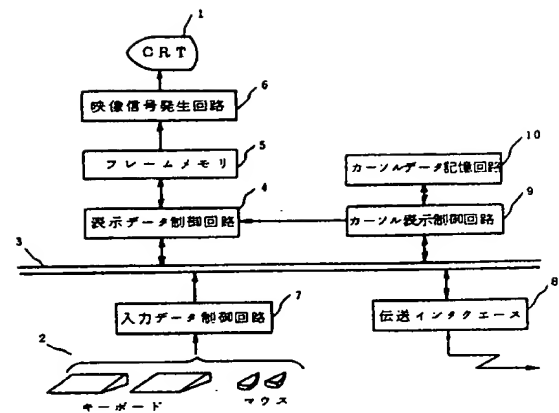 1
CRT
6
映像信号発生回路
5
フレームメモリ
10
カーソルデータ記憶回路
4
9
表示データ制御回路
カーソル表示制御回路
3
7
8
入力データ制御回路
伝送インタクエース
2
キーボード
マウス